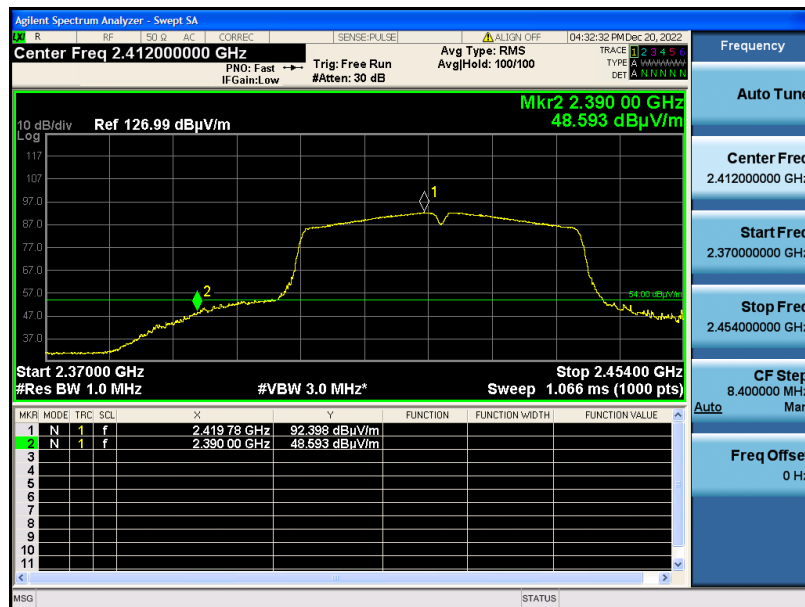 Agilent Spectrum Analyzer - Swept SA
LXI R RF 50 Ω AC CORREC SENSE:PULSE ALIGN OFF 04:32:32 PM Dec 20, 2022
Center Freq 2.412000000 GHz
PNO: Fast
IFGain:Low
Trig: Free Run
#Atten: 30 dB
Avg Type: RMS
Avg|Hold: 100/100
TRACE 1 2 3 4 5 6
TYPE A WWWWW
DET A N N N N N
Mkr2 2.390 00 GHz
48.593 dBµV/m
10 dB/div Ref 126.99 dBµV/m
Log
117
107
97.0
87.0
77.0
67.0
57.0
47.0
37.0
1
2
54.00 dBµV/m
Start 2.37000 GHz Stop 2.45400 GHz
#Res BW 1.0 MHz #VBW 3.0 MHz* Sweep 1.066 ms (1000 pts)
MKR MODE TRC SCL X Y FUNCTION FUNCTION WIDTH FUNCTION VALUE
1 N 1 f 2.419 78 GHz 92.398 dBµV/m
2 N 1 f 2.390 00 GHz 48.593 dBµV/m
3
4
5
6
7
8
9
10
11
MSG STATUS
Frequency
Auto Tune
Center Freq
2.412000000 GHz
Start Freq
2.370000000 GHz
Stop Freq
2.454000000 GHz
CF Step
8.400000 MHz
Auto Man
Freq Offset
0 Hz